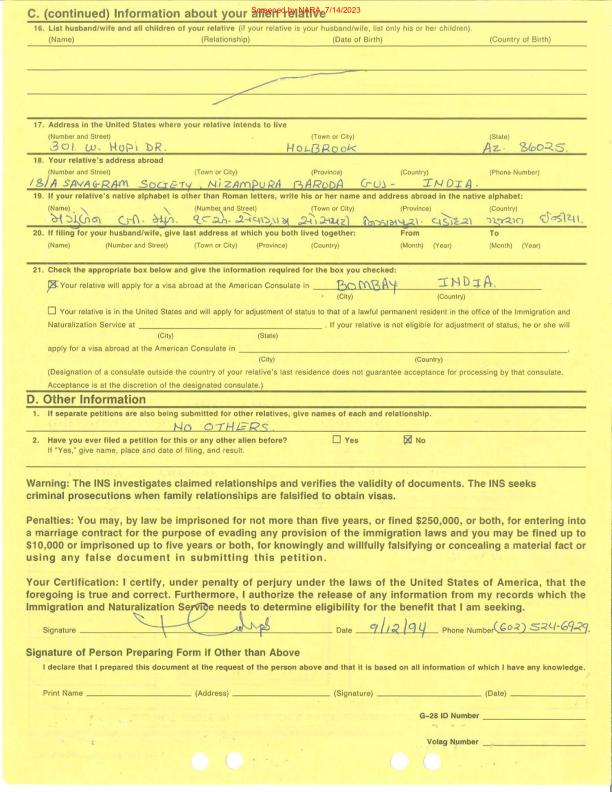 Screened by NARA, 7/14/2023
C. (continued) Information about your alien relative
16. List husband/wife and all children of your relative (if your relative is your husband/wife, list only his or her children).
(Name) (Relationship) (Date of Birth) (Country of Birth)
17. Address in the United States where your relative intends to live
(Number and Street) (Town or City) (State)
301 W. HOPI DR. HOLBROOK AZ. 86025.
18. Your relative's address abroad
(Number and Street) (Town or City) (Province) (Country) (Phone Number)
18/A SAVAGRAM SOCIETY, NIZAMPURA BARODA GUJ- INDIA.
19. If your relative's native alphabet is other than Roman letters, write his or her name and address abroad in the native alphabet:
(Name) (Number and Street) (Town or City) (Province) (Country)
20. If filing for your husband/wife, give last address at which you both lived together: From To
(Name) (Number and Street) (Town or City) (Province) (Country) (Month) (Year) (Month) (Year)
21. Check the appropriate box below and give the information required for the box you checked:
☒ Your relative will apply for a visa abroad at the American Consulate in BOMBAY INDIA.
(City) (Country)
☐ Your relative is in the United States and will apply for adjustment of status to that of a lawful permanent resident in the office of the Immigration and
Naturalization Service at . If your relative is not eligible for adjustment of status, he or she will
(City) (State)
apply for a visa abroad at the American Consulate in ,
(City) (Country)
(Designation of a consulate outside the country of your relative's last residence does not guarantee acceptance for processing by that consulate.
Acceptance is at the discretion of the designated consulate.)
D. Other Information
1. If separate petitions are also being submitted for other relatives, give names of each and relationship.
NO OTHERS.
2. Have you ever filed a petition for this or any other alien before? ☐ Yes ☒ No
If "Yes," give name, place and date of filing, and result.
Warning: The INS investigates claimed relationships and verifies the validity of documents. The INS seeks
criminal prosecutions when family relationships are falsified to obtain visas.
Penalties: You may, by law be imprisoned for not more than five years, or fined $250,000, or both, for entering into
a marriage contract for the purpose of evading any provision of the immigration laws and you may be fined up to
$10,000 or imprisoned up to five years or both, for knowingly and willfully falsifying or concealing a material fact or
using any false document in submitting this petition.
Your Certification: I certify, under penalty of perjury under the laws of the United States of America, that the
foregoing is true and correct. Furthermore, I authorize the release of any information from my records which the
Immigration and Naturalization Service needs to determine eligibility for the benefit that I am seeking.
Signature Date 9/12/94 Phone Number (602) 524-6929.
Signature of Person Preparing Form if Other than Above
I declare that I prepared this document at the request of the person above and that it is based on all information of which I have any knowledge.
Print Name (Address) (Signature) (Date)
G-28 ID Number
Volag Number